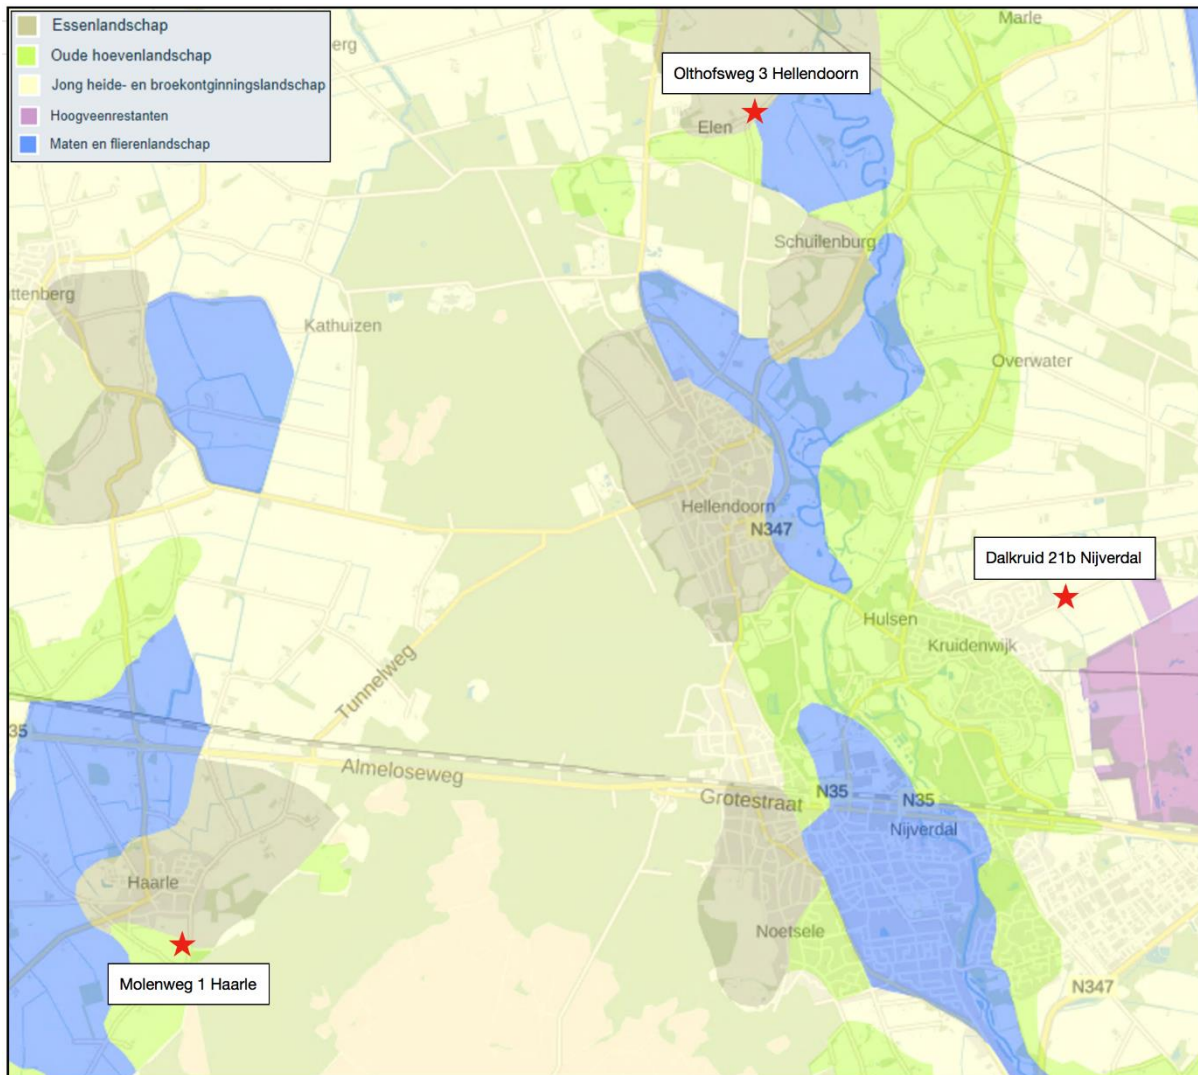 Essenlandschap
Oude hoevenlandschap
Jong heide- en broekontginningslandschap
Hoogveenrestanten
Maten en flierenlandschap
erg
Marle
Olthofsweg 3 Hellendoorn
Elen
Schuilenburg
ttenberg
Kathuizen
Overwater
Hellendoorn
N347
Dalkruid 21b Nijverdal
Hulsen
Kruidenwijk
Tunnelweg
35
Almeloseweg
Grotestraat
N35
N35
Nijverdal
Haarle
Noetsele
Molenweg 1 Haarle
N347